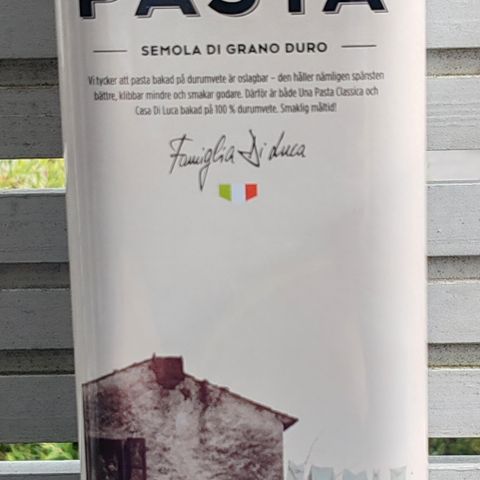 PASTA
SEMOLA DI GRANO DURO
Vi tycker att pasta bakad på durumvete är oslagbar – den håller nämligen spänsten
bättre, klibbar mindre och smakar godare. Därför är både Una Pasta Classica och
Casa Di Luca bakad på 100 % durumvete. Smaklig måltid!
Famiglia Di Luca